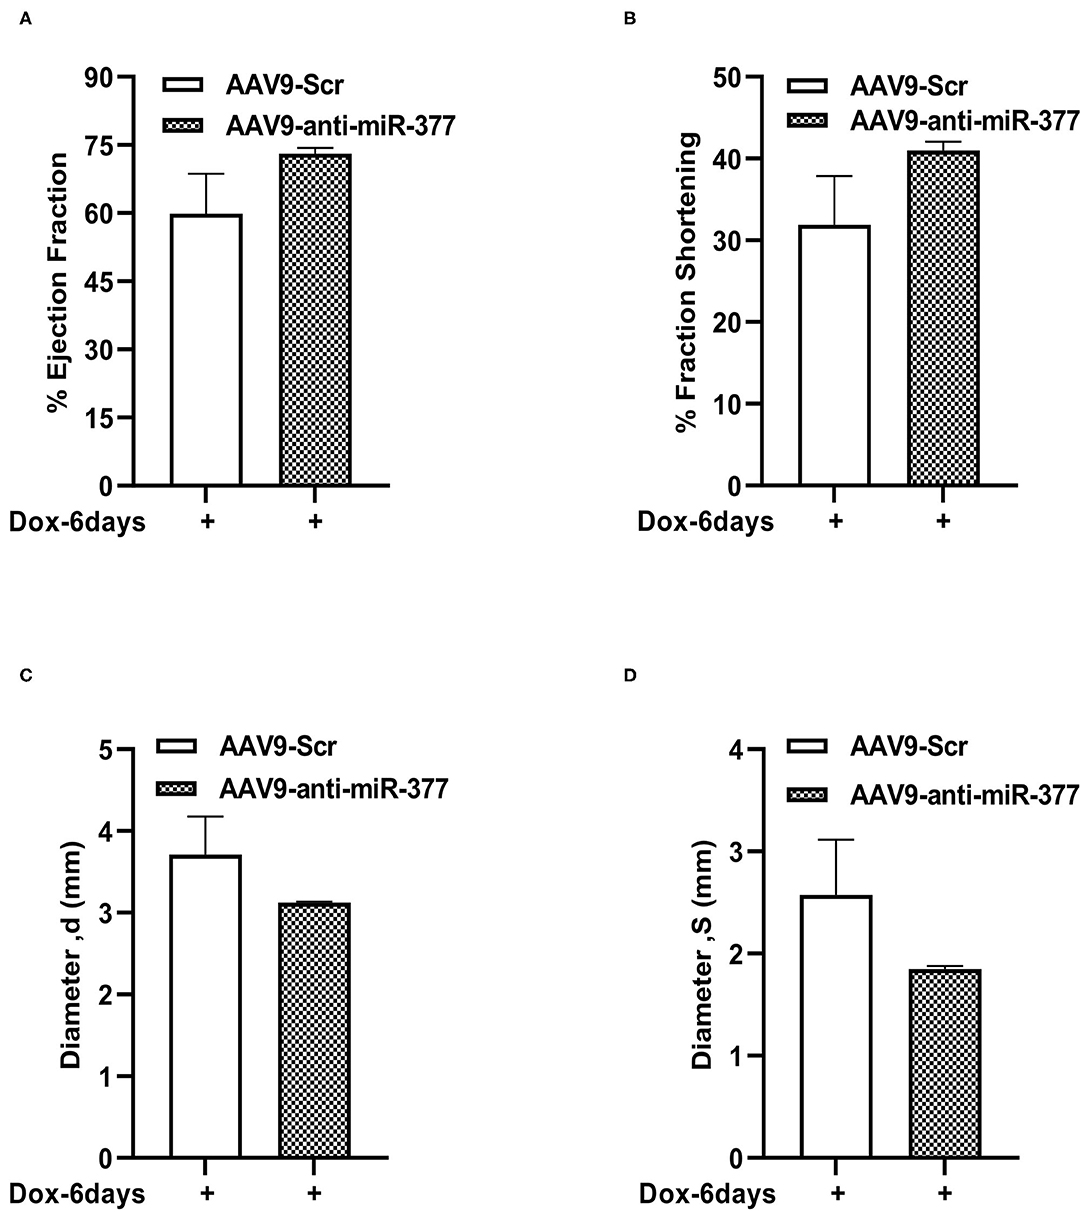 A
90
75
60
45
30
15
0
% Ejection Fraction
AAV9-Scr
AAV9-anti-miR-377
Dox-6days + +
B
50
40
30
20
10
0
% Fraction Shortening
AAV9-Scr
AAV9-anti-miR-377
Dox-6days + +
C
5
4
3
2
1
0
Diameter ,d (mm)
AAV9-Scr
AAV9-anti-miR-377
Dox-6days + +
D
4
3
2
1
0
Diameter ,S (mm)
AAV9-Scr
AAV9-anti-miR-377
Dox-6days + +